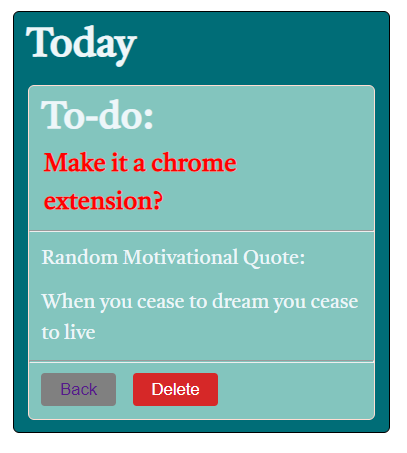 Today
To-do:
Make it a chrome
extension?
Random Motivational Quote:
When you cease to dream you cease
to live
Back
Delete